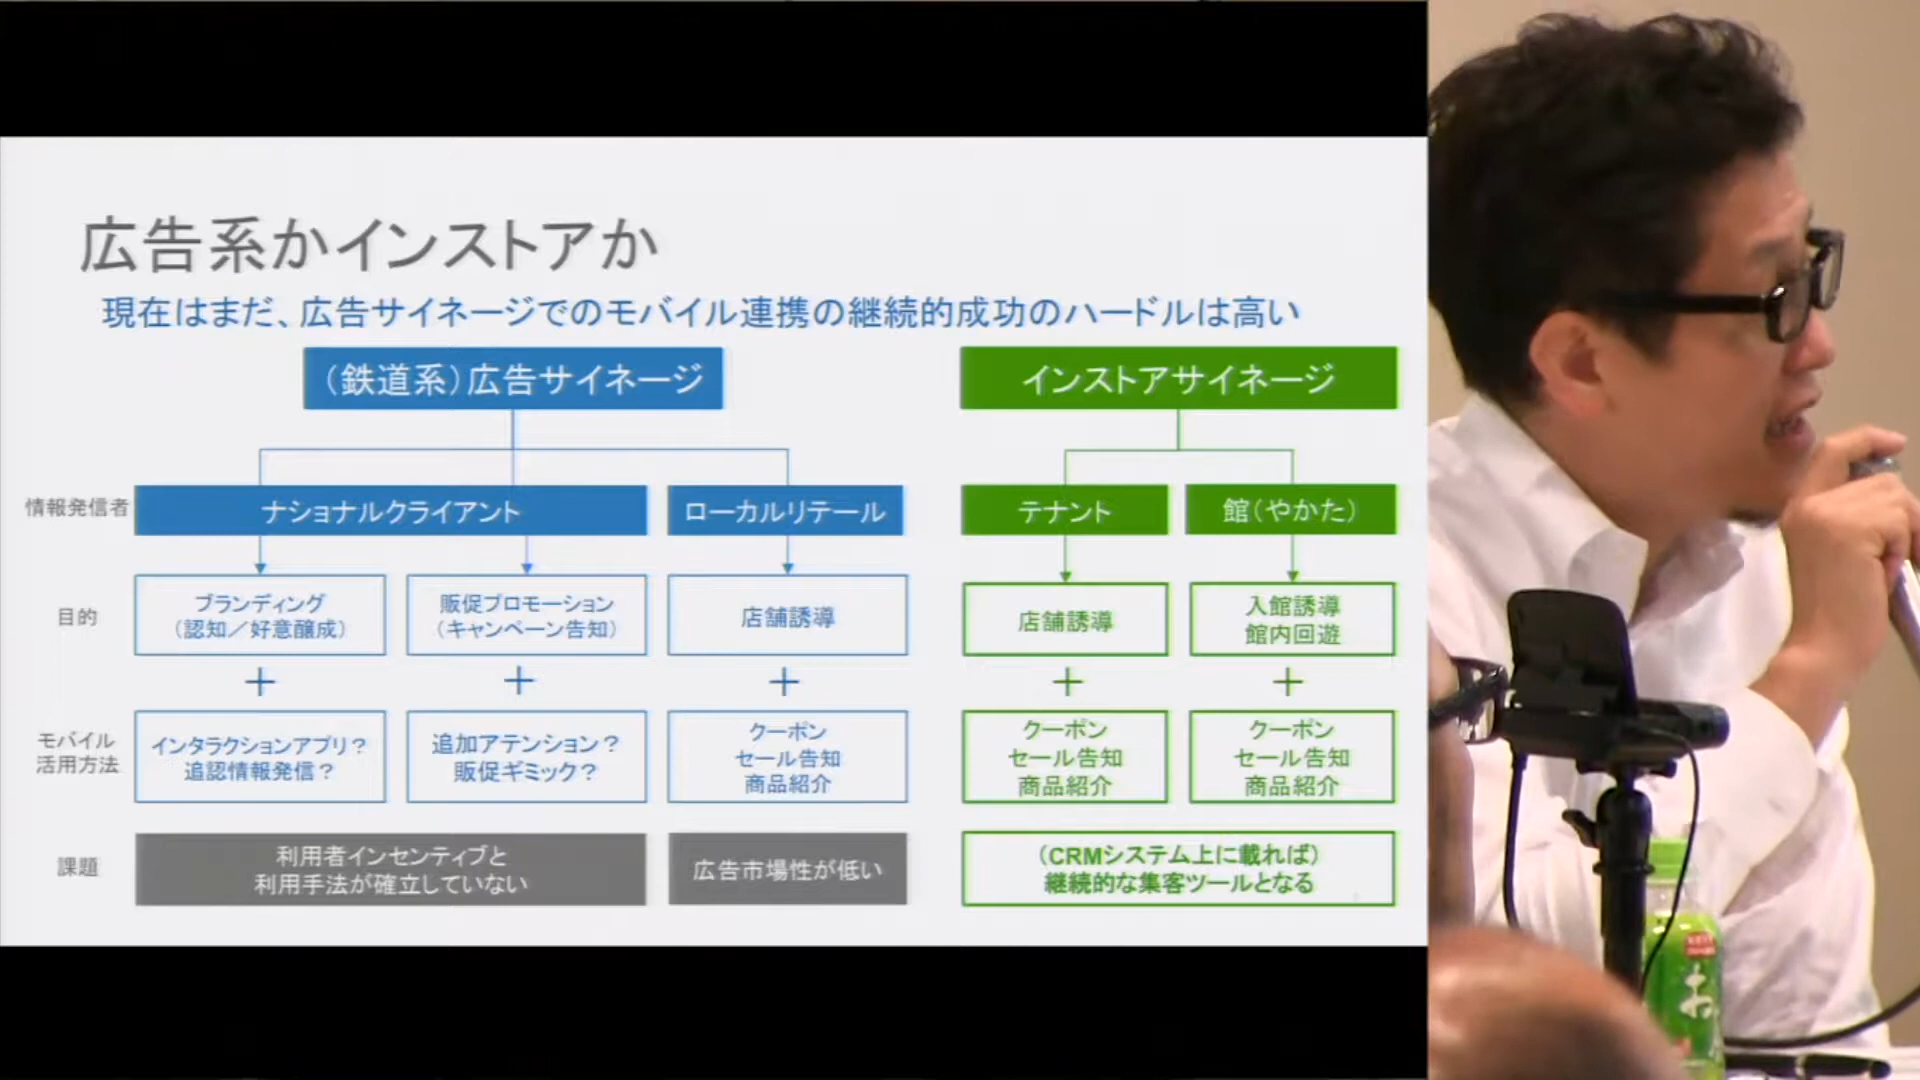 広告系かインストアか
現在はまだ、広告サイネージでのモバイル連携の継続的成功のハードルは高い
（鉄道系）広告サイネージ
インストアサイネージ
情報発信者
ナショナルクライアント
ローカルリテール
テナント
館（やかた）
目的
ブランディング
（認知／好意醸成）
販促プロモーション
（キャンペーン告知）
店舗誘導
店舗誘導
入館誘導
館内回遊
＋
＋
＋
＋
＋
モバイル
活用方法
インタラクションアプリ？
追認情報発信？
追加アテンション？
販促ギミック？
クーポン
セール告知
商品紹介
クーポン
セール告知
商品紹介
クーポン
セール告知
商品紹介
課題
利用者インセンティブと
利用手法が確立していない
広告市場性が低い
（CRMシステム上に載れば）
継続的な集客ツールとなる